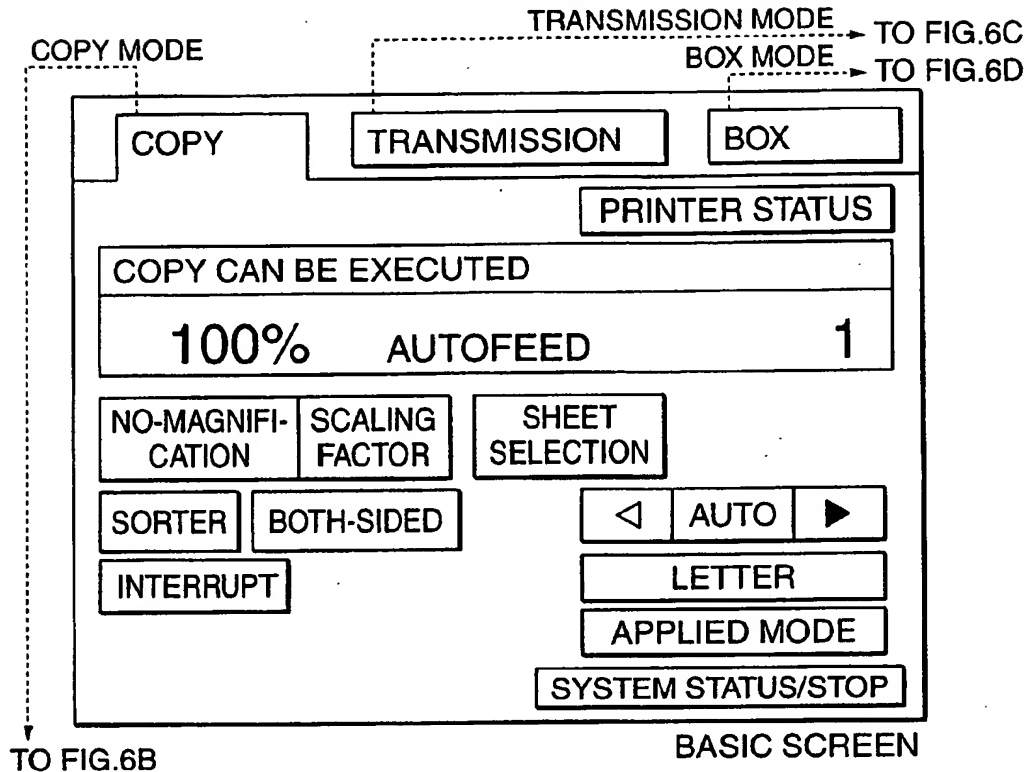 TRANSMISSION MODE
TO FIG.6C
COPY MODE
BOX MODE
TO FIG.6D
COPY
TRANSMISSION
BOX
PRINTER STATUS
COPY CAN BE EXECUTED
100% AUTOFEED 1
NO-MAGNIFI-
CATION
SCALING
FACTOR
SHEET
SELECTION
SORTER
BOTH-SIDED
AUTO
INTERRUPT
LETTER
APPLIED MODE
SYSTEM STATUS/STOP
BASIC SCREEN
TO FIG.6B